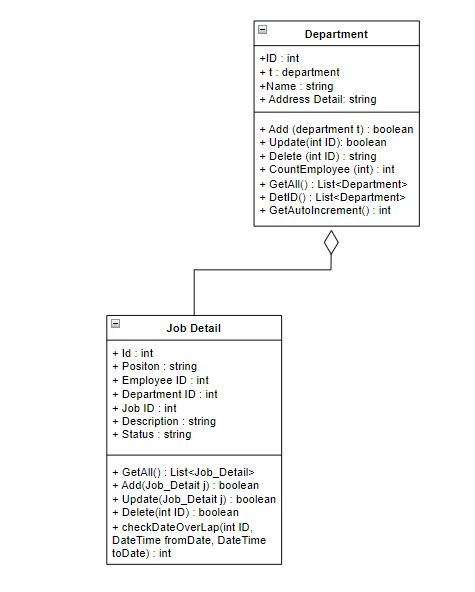 Department
+ID : int
+ t : department
+Name : string
+ Address Detail: string
+ Add (department t) : boolean
+ Update(int ID): boolean
+ Delete (int ID) : string
+ CountEmployee (int) : int
+ GetAll() : List<Department>
+ DetID() : List<Department>
+ GetAutoIncrement() : int
Job Detail
+ Id : int
+ Positon : string
+ Employee ID : int
+ Department ID : int
+ Job ID : int
+ Description : string
+ Status : string
+ GetAll() : List<Job_Detail>
+ Add(Job_Detait j) : boolean
+ Update(Job_Detait j) : boolean
+ Delete(int ID) : boolean
+ checkDateOverLap(int ID,
DateTime fromDate, DateTime
toDate) : int